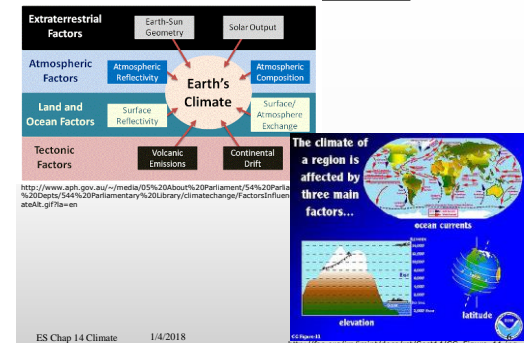 Extraterrestrial
Factors
Earth-Sun
Geometry
Solar Output
Atmospheric
Factors
Atmospheric
Reflectivity
Atmospheric
Composition
Earth's
Climate
Land and
Ocean Factors
Surface
Reflectivity
Surface/
Atmosphere
Exchange
Tectonic
Factors
Volcanic
Emissions
Continental
Drift
http://www.aph.gov.au/~/media/05%20About%20Parliament/54%20Parlia
%20Depts/544%20Parliamentary%20Library/climatechange/FactorsInfluen
ateAlt.gif?la=en
The climate of
a region is
affected by
three main
factors...
ocean currents
elevation
latitude
ES Chap 14 Climate 1/4/2018